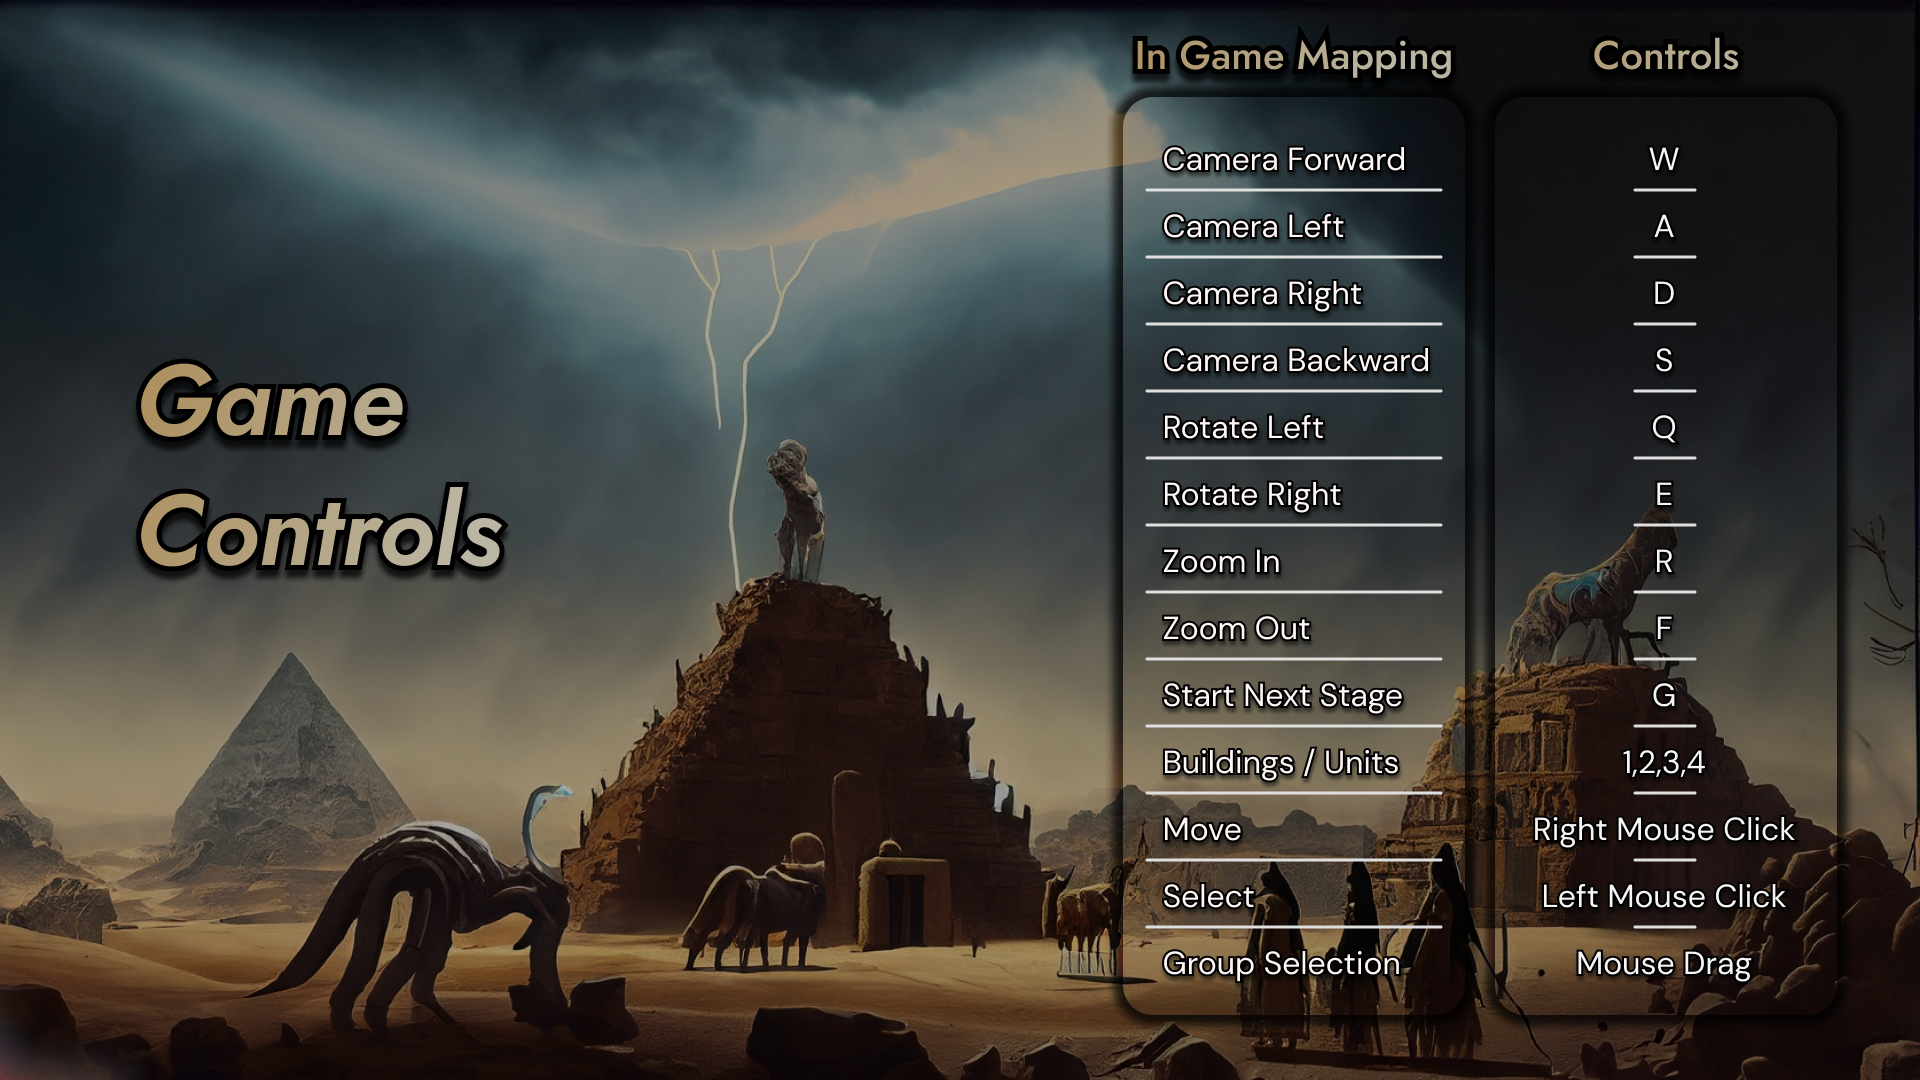 Game
Controls
In Game Mapping Controls
Camera Forward W
Camera Left A
Camera Right D
Camera Backward S
Rotate Left Q
Rotate Right E
Zoom In R
Zoom Out F
Start Next Stage G
Buildings / Units 1,2,3,4
Move Right Mouse Click
Select Left Mouse Click
Group Selection Mouse Drag